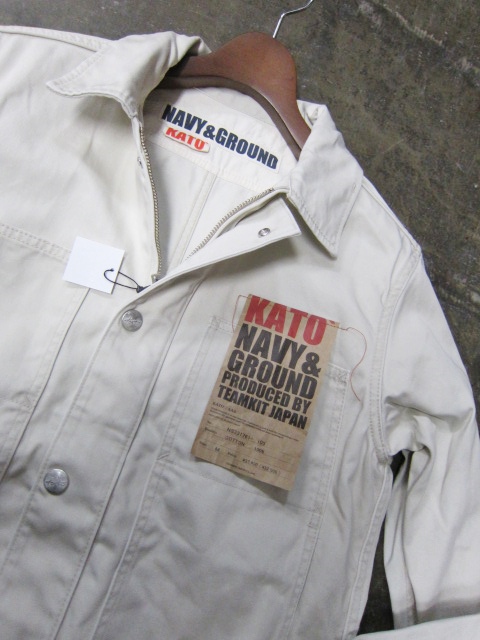 NAVY&GROUND
KATO'
KATO
NAVY&
GROUND
PRODUCED BY
TEAMKIT JAPAN